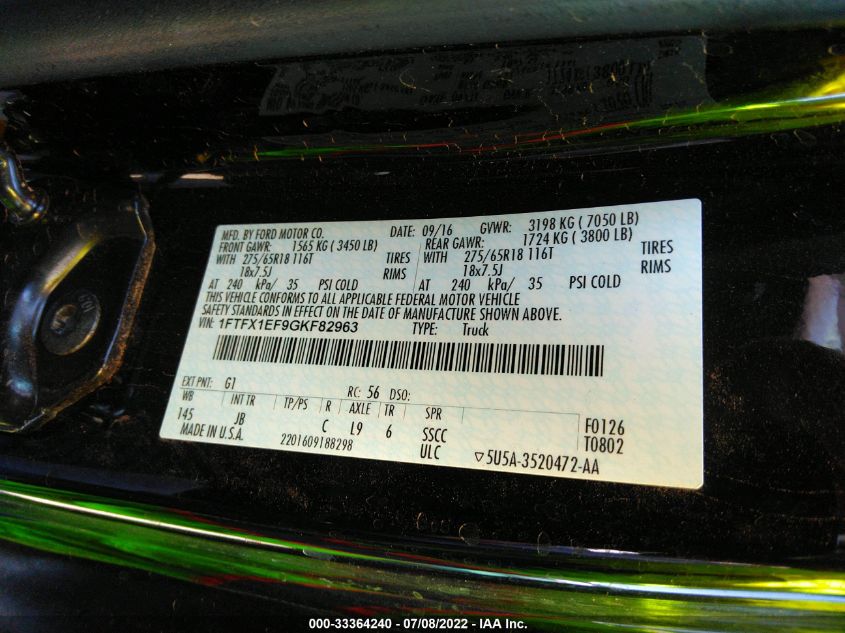 MFD. BY FORD MOTOR CO. DATE: 09/16 GVWR: 3198 KG ( 7050 LB)
FRONT GAWR: 1565 KG ( 3450 LB) REAR GAWR: 1724 KG ( 3800 LB)
WITH 275/65R18 116T TIRES WITH 275/65R18 116T TIRES
18x7.5J RIMS 18x7.5J RIMS
AT 240 kPa/ 35 PSI COLD AT 240 kPa/ 35 PSI COLD
THIS VEHICLE CONFORMS TO ALL APPLICABLE FEDERAL MOTOR VEHICLE
SAFETY STANDARDS IN EFFECT ON THE DATE OF MANUFACTURE SHOWN ABOVE.
VIN: 1FTFX1EF9GKF82963 TYPE: Truck
EXT PNT: G1 RC: 56 DSO:
WB INT TR TP/PS R AXLE TR SPR
145 JB C L9 6 SSCC F0126
MADE IN U.S.A. 2201609188298 ULC T0802
▽5U5A-3520472-AA
000-33364240 - 07/08/2022 - IAA Inc.